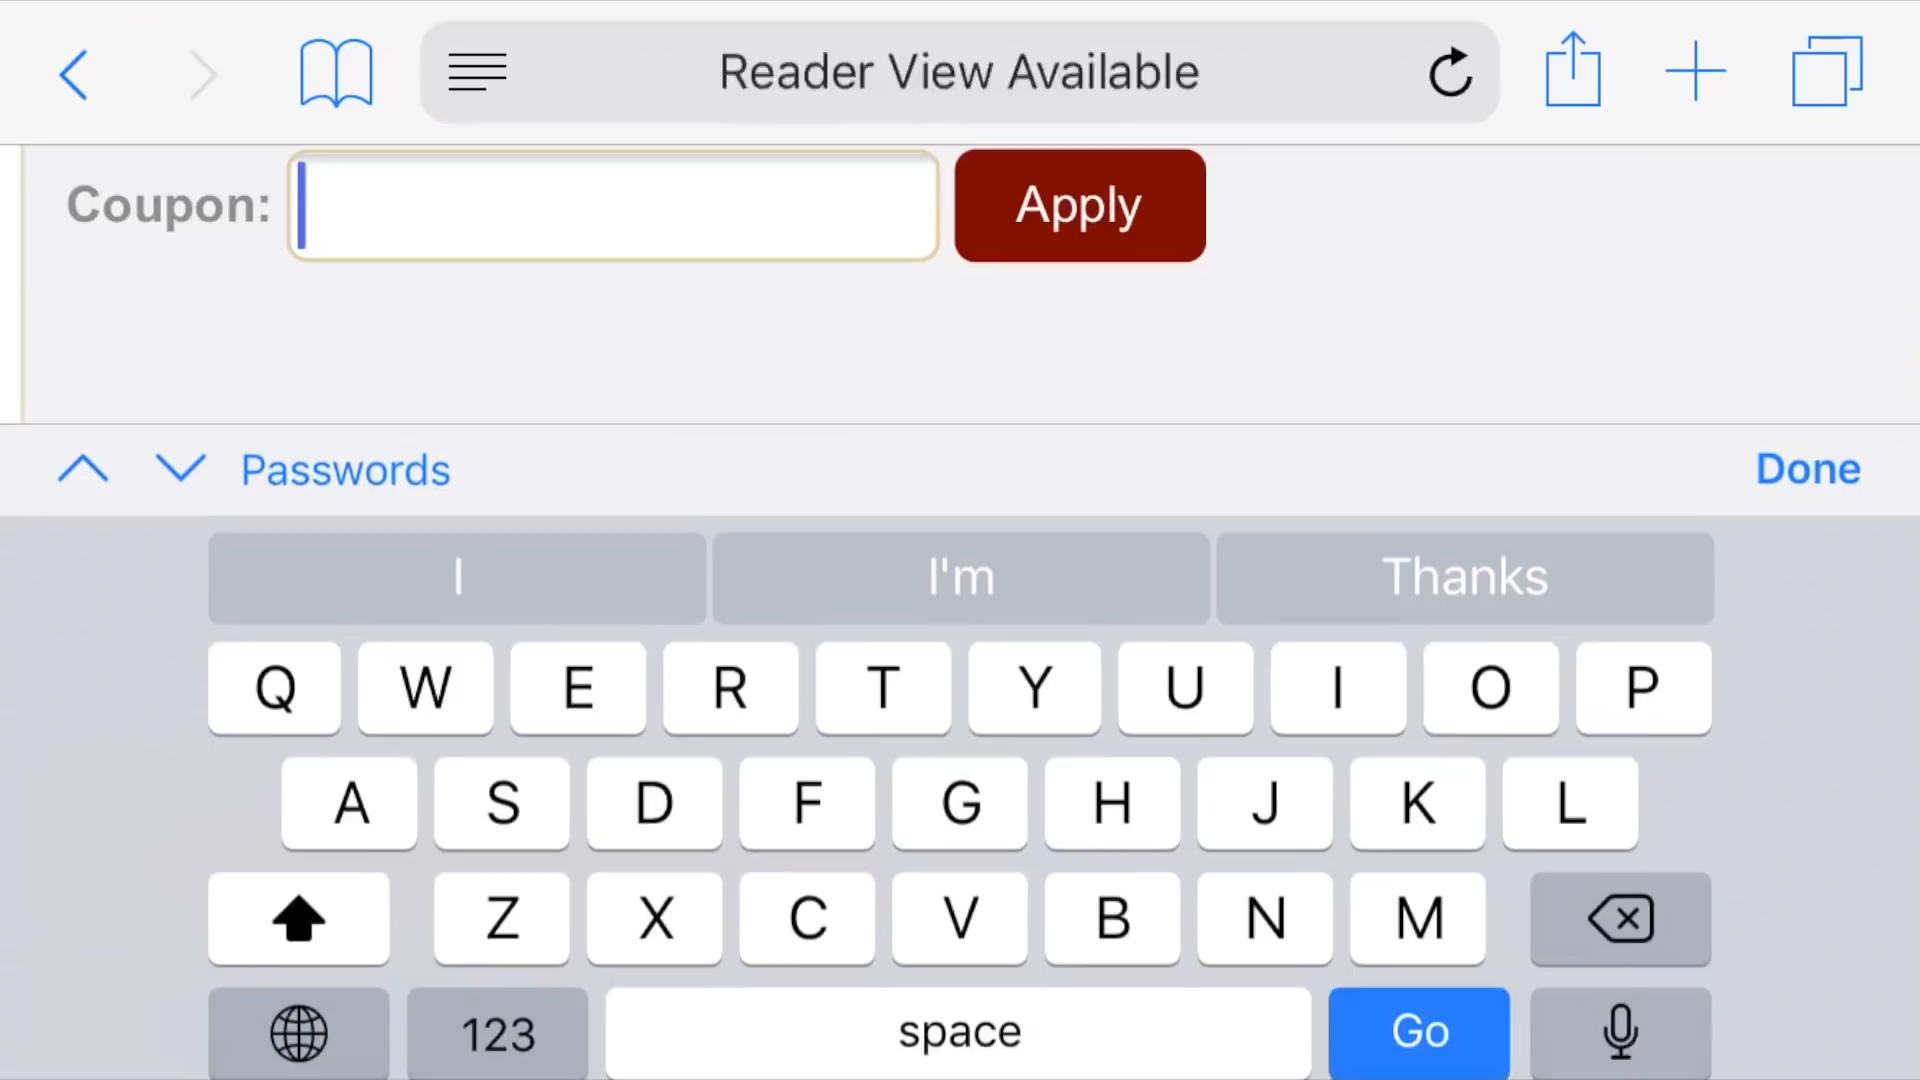 Reader View Available
Coupon: Apply
Passwords Done
I I'm Thanks
Q W E R T Y U I O P
A S D F G H J K L
Z X C V B N M
123 space Go